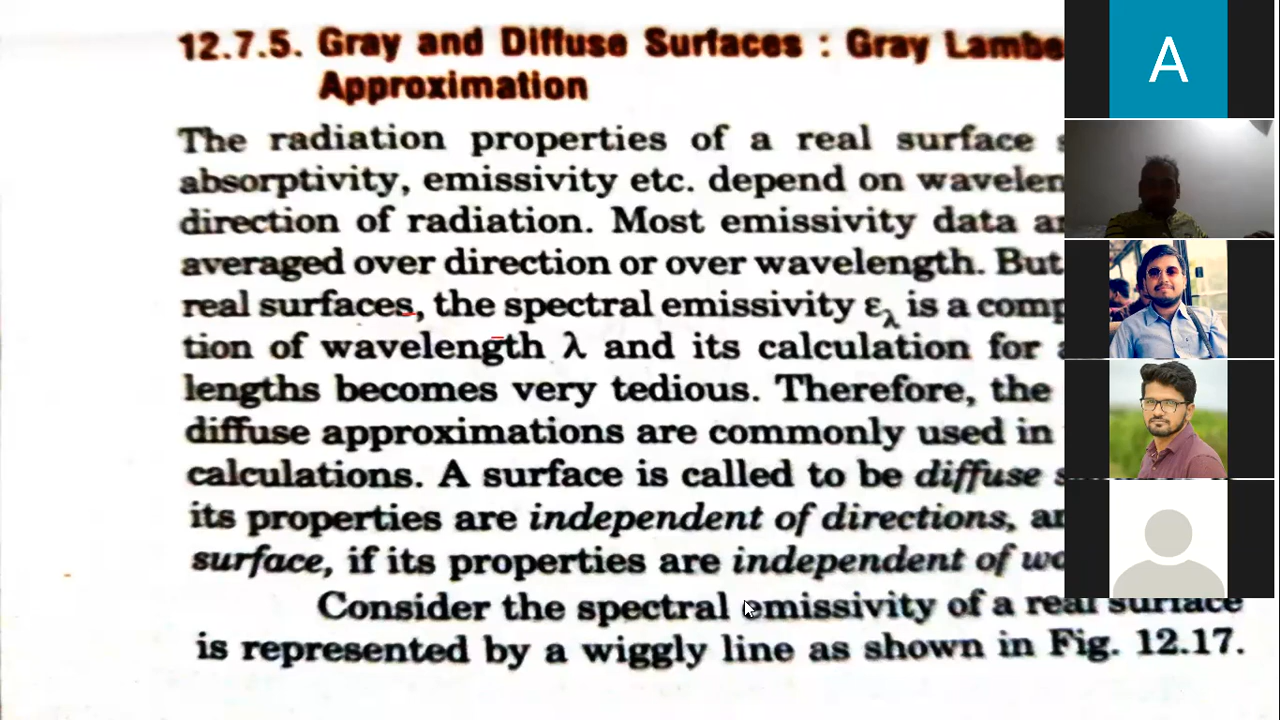 12.7.5. Gray and Diffuse Surfaces : Gray
Approximation
The radiation properties of a real surface
absorptivity, emissivity etc. depend on
direction of radiation. Most emissivity data
averaged over direction or over wavelength. But
real surfaces, the spectral emissivity ελ is a
tion of wavelength λ and its calculation for
lengths becomes very tedious. Therefore, the
diffuse approximations are commonly used in
calculations. A surface is called to be diffuse
its properties are independent of directions,
surface, if its properties are independent of
Consider the spectral emissivity of a real surface
is represented by a wiggly line as shown in Fig. 12.17.
A